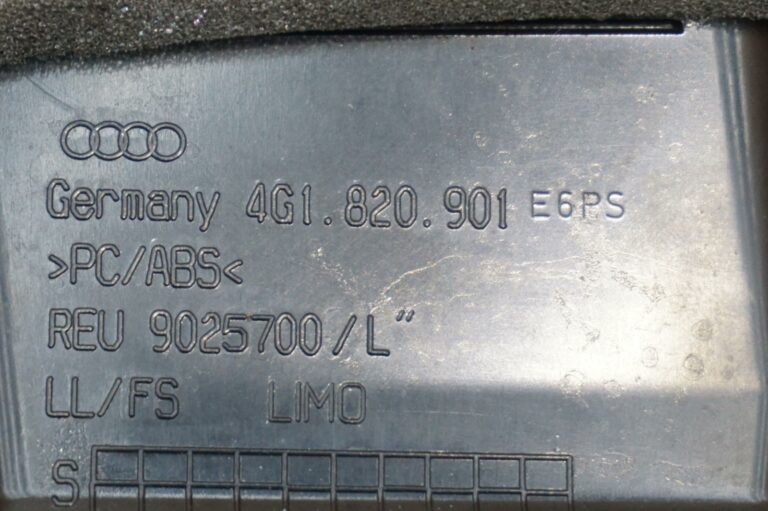 Germany 4G1.820.901 E6PS
>PC/ABS<
REU 9025700/L"
LL/FS LIMO
S